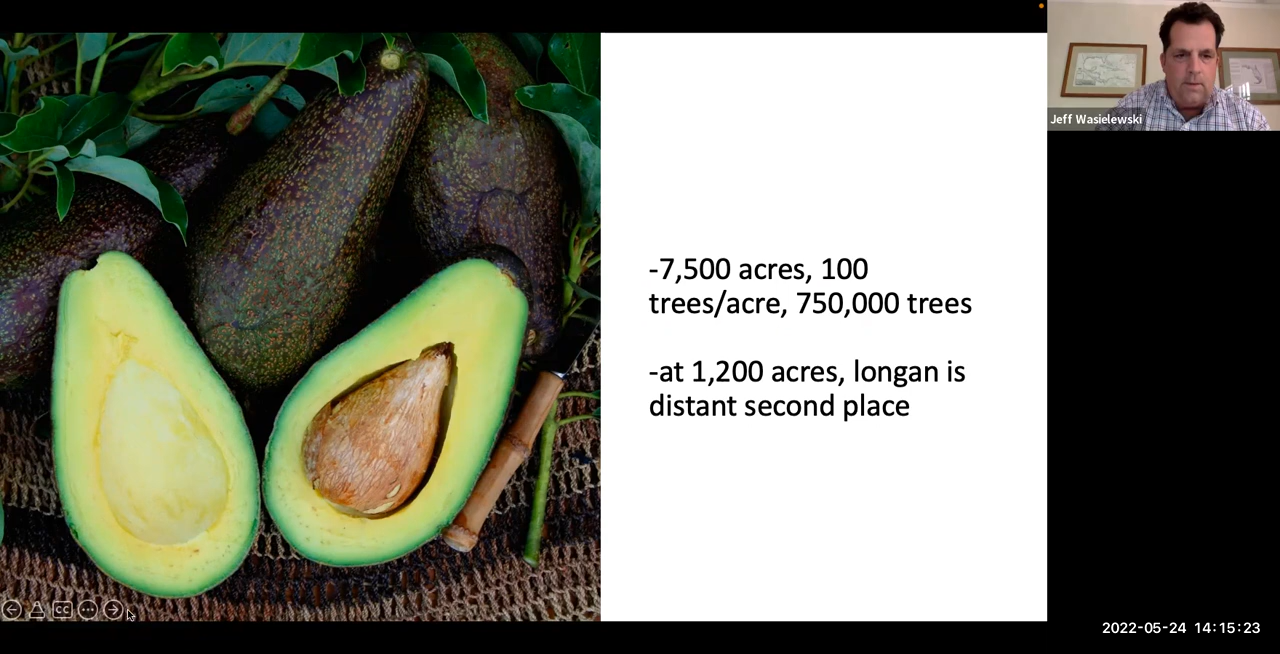 Jeff Wasielewski
-7,500 acres, 100
trees/acre, 750,000 trees
-at 1,200 acres, longan is
distant second place
CC
2022-05-24 14:15:23